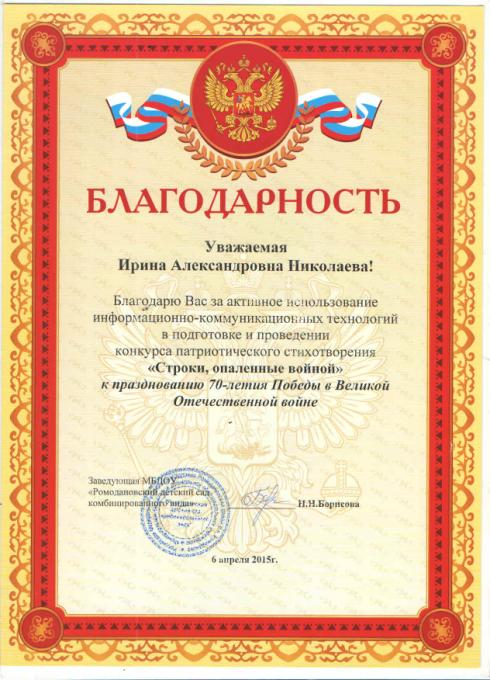 БЛАГОДАРНОСТЬ
Уважаемая
Ирина Александровна Николаева!
Благодарю Вас за активное использование
информационно-коммуникационных технологий
в подготовке и проведении
конкурса патриотического стихотворения
«Строки, опаленные войной»
к празднованию 70-летия Победы в Великой
Отечественной войне
Заведующая МБДОУ
«Ромодановский детский сад
комбинированного вида»
Н.Н.Борисова
6 апреля 2015г.